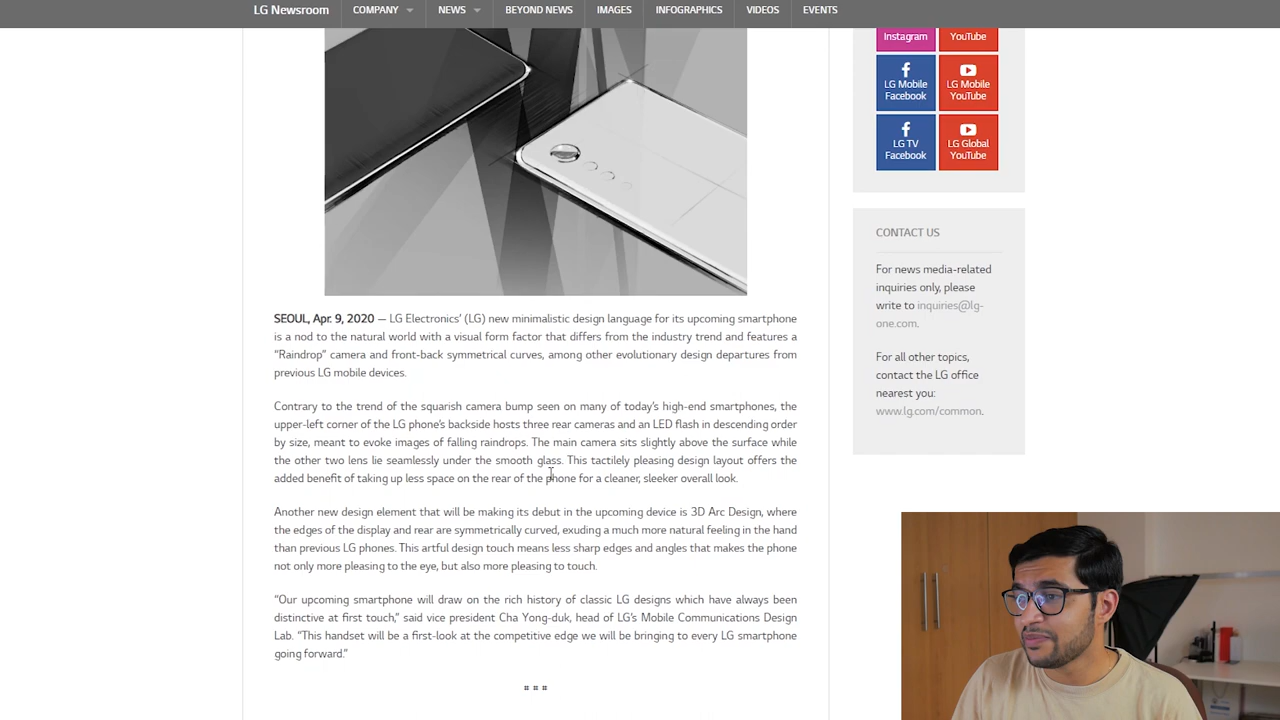 LG Newsroom COMPANY NEWS BEYOND NEWS IMAGES INFOGRAPHICS VIDEOS EVENTS
Instagram
YouTube
LG Mobile
Facebook
LG Mobile
YouTube
LG TV
Facebook
LG Global
YouTube
SEOUL, Apr. 9, 2020 — LG Electronics’ (LG) new minimalistic design language for its upcoming smartphone
is a nod to the natural world with a visual form factor that differs from the industry trend and features a
“Raindrop” camera and front-back symmetrical curves, among other evolutionary design departures from
previous LG mobile devices.
Contrary to the trend of the squarish camera bump seen on many of today’s high-end smartphones, the
upper-left corner of the LG phone’s backside hosts three rear cameras and an LED flash in descending order
by size, meant to evoke images of falling raindrops. The main camera sits slightly above the surface while
the other two lens lie seamlessly under the smooth glass. This tactilely pleasing design layout offers the
added benefit of taking up less space on the rear of the phone for a cleaner, sleeker overall look.
Another new design element that will be making its debut in the upcoming device is 3D Arc Design, where
the edges of the display and rear are symmetrically curved, exuding a much more natural feeling in the hand
than previous LG phones. This artful design touch means less sharp edges and angles that makes the phone
not only more pleasing to the eye, but also more pleasing to touch.
“Our upcoming smartphone will draw on the rich history of classic LG designs which have always been
distinctive at first touch,” said vice president Cha Yong-duk, head of LG’s Mobile Communications Design
Lab. “This handset will be a first-look at the competitive edge we will be bringing to every LG smartphone
going forward.”
# # #
CONTACT US
For news media-related
inquiries only, please
write to inquiries@lg-
one.com.
For all other topics,
contact the LG office
nearest you:
www.lg.com/common.